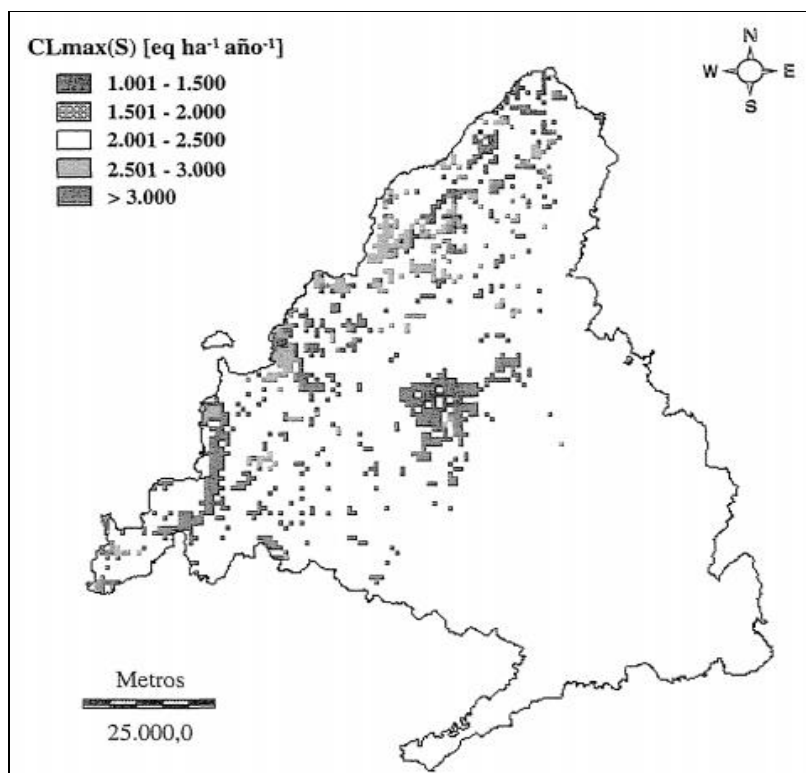 CLmax(S) [eq ha⁻¹ año⁻¹]
1.001 - 1.500
1.501 - 2.000
2.001 - 2.500
2.501 - 3.000
> 3.000
N
W E
S
Metros
25.000,0